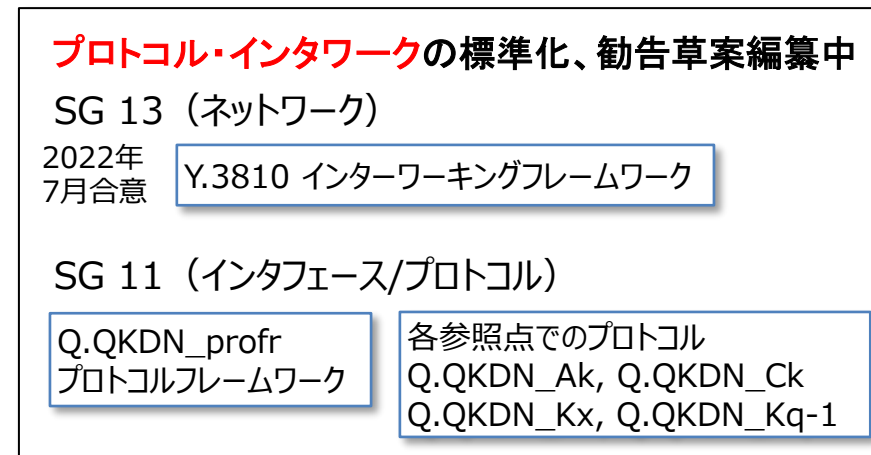 プロトコル・インタワークの標準化、勧告草案編纂中
SG 13（ネットワーク）
2022年
7月合意
Y.3810 インターワーキングフレームワーク
SG 11（インタフェース/プロトコル）
Q.QKDN_profr
プロトコルフレームワーク
各参照点でのプロトコル
Q.QKDN_Ak, Q.QKDN_Ck
Q.QKDN_Kx, Q.QKDN_Kq-1